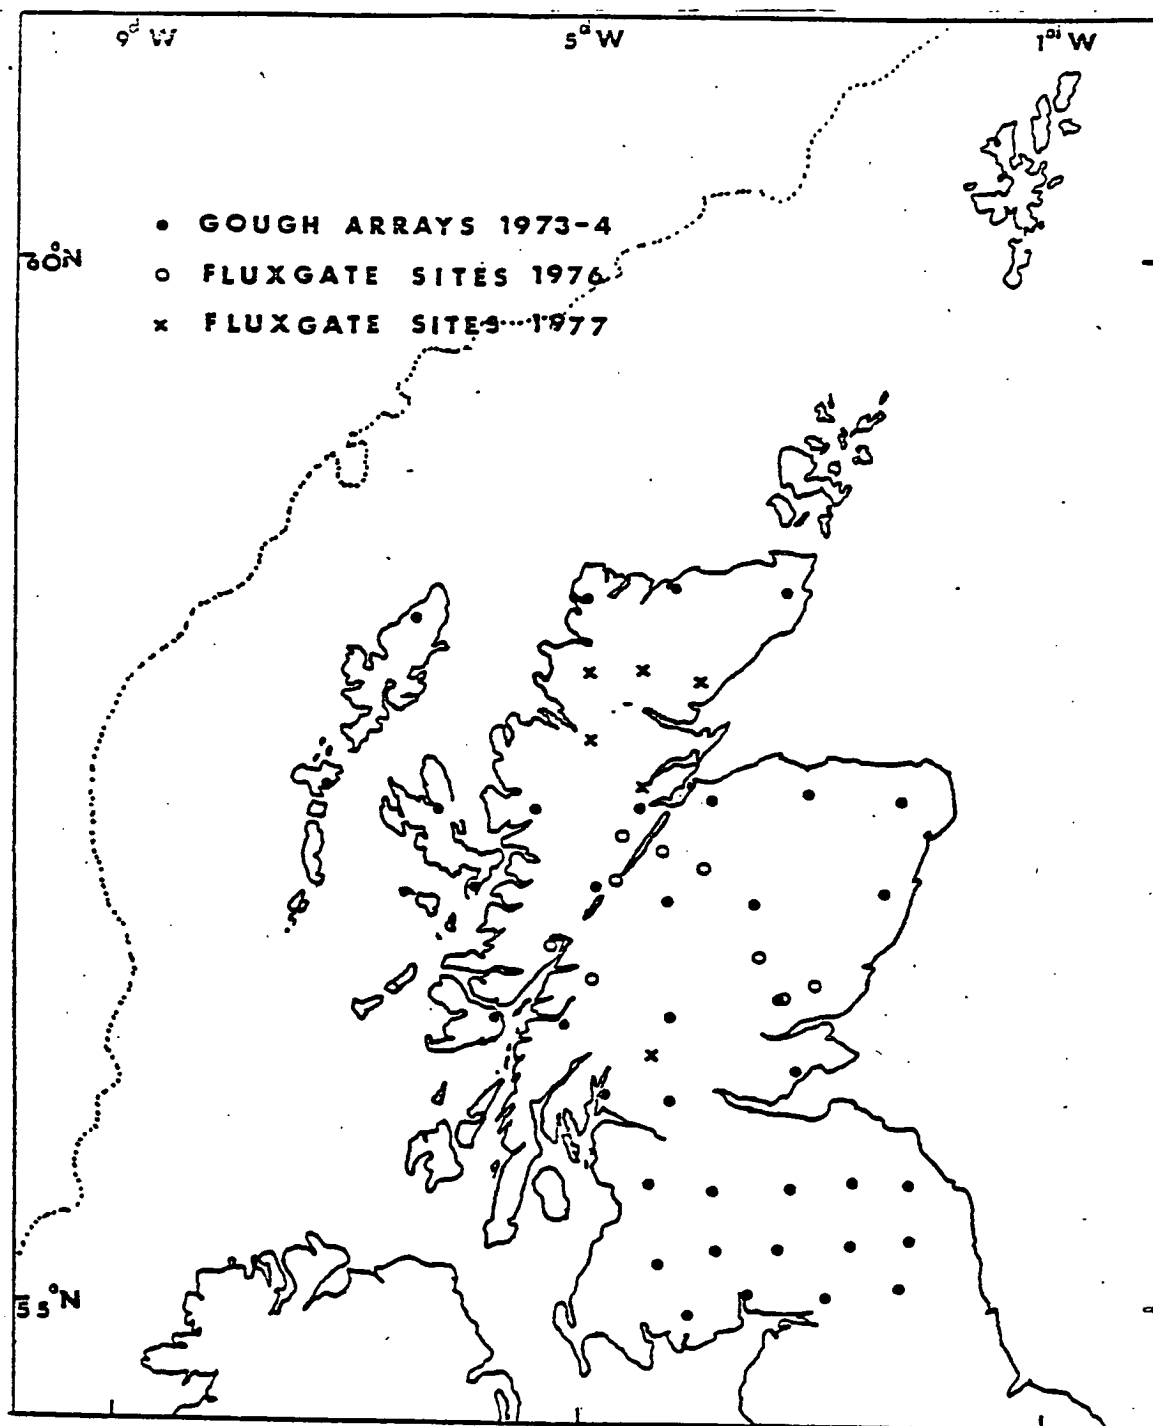 9° W 5° W 1° W
• GOUGH ARRAYS 1973-4
60°N
o FLUXGATE SITES 1976
x FLUXGATE SITES 1977
55°N